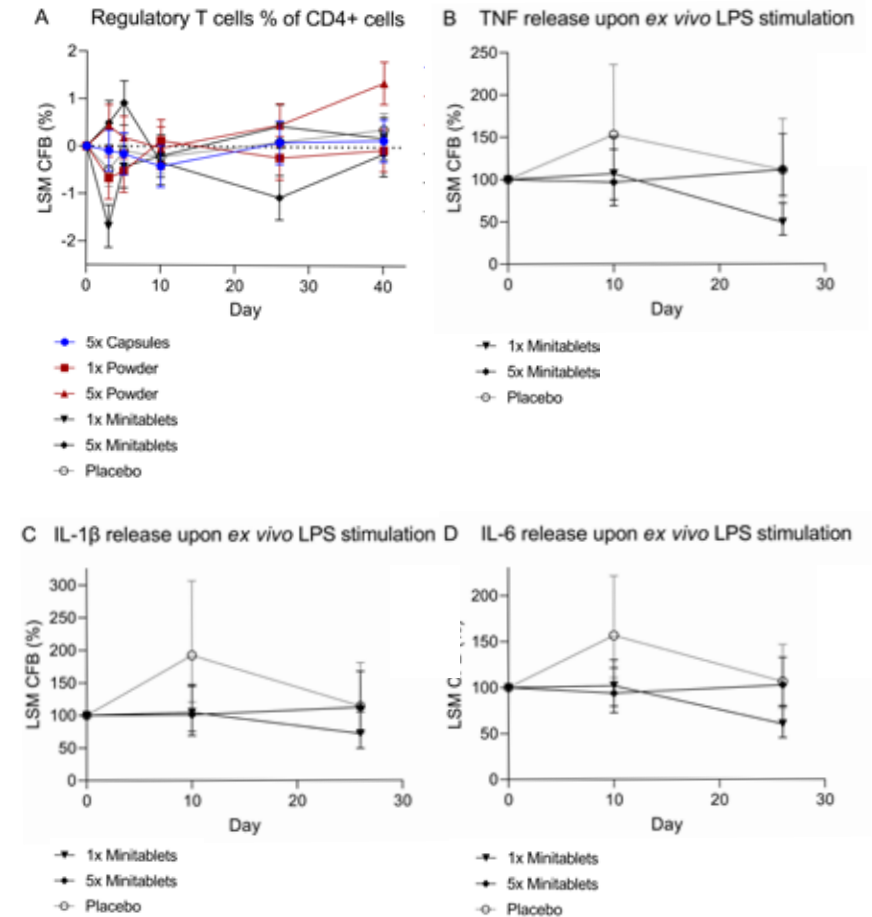 A Regulatory T cells % of CD4+ cells
LSM CFB (%)
2
1
0
-1
-2
0 10 20 30 40
Day
5x Capsules
1x Powder
5x Powder
1x Minitablets
5x Minitablets
Placebo
B TNF release upon ex vivo LPS stimulation
LSM CFB (%)
250
200
150
100
50
0
0 10 20 30
Day
1x Minitablets
5x Minitablets
Placebo
C IL-1β release upon ex vivo LPS stimulation
LSM CFB (%)
300
250
200
150
100
50
0
0 10 20 30
Day
1x Minitablets
5x Minitablets
Placebo
D IL-6 release upon ex vivo LPS stimulation
LSM
200
150
100
50
0
0 10 20 30
Day
1x Minitablets
5x Minitablets
Placebo